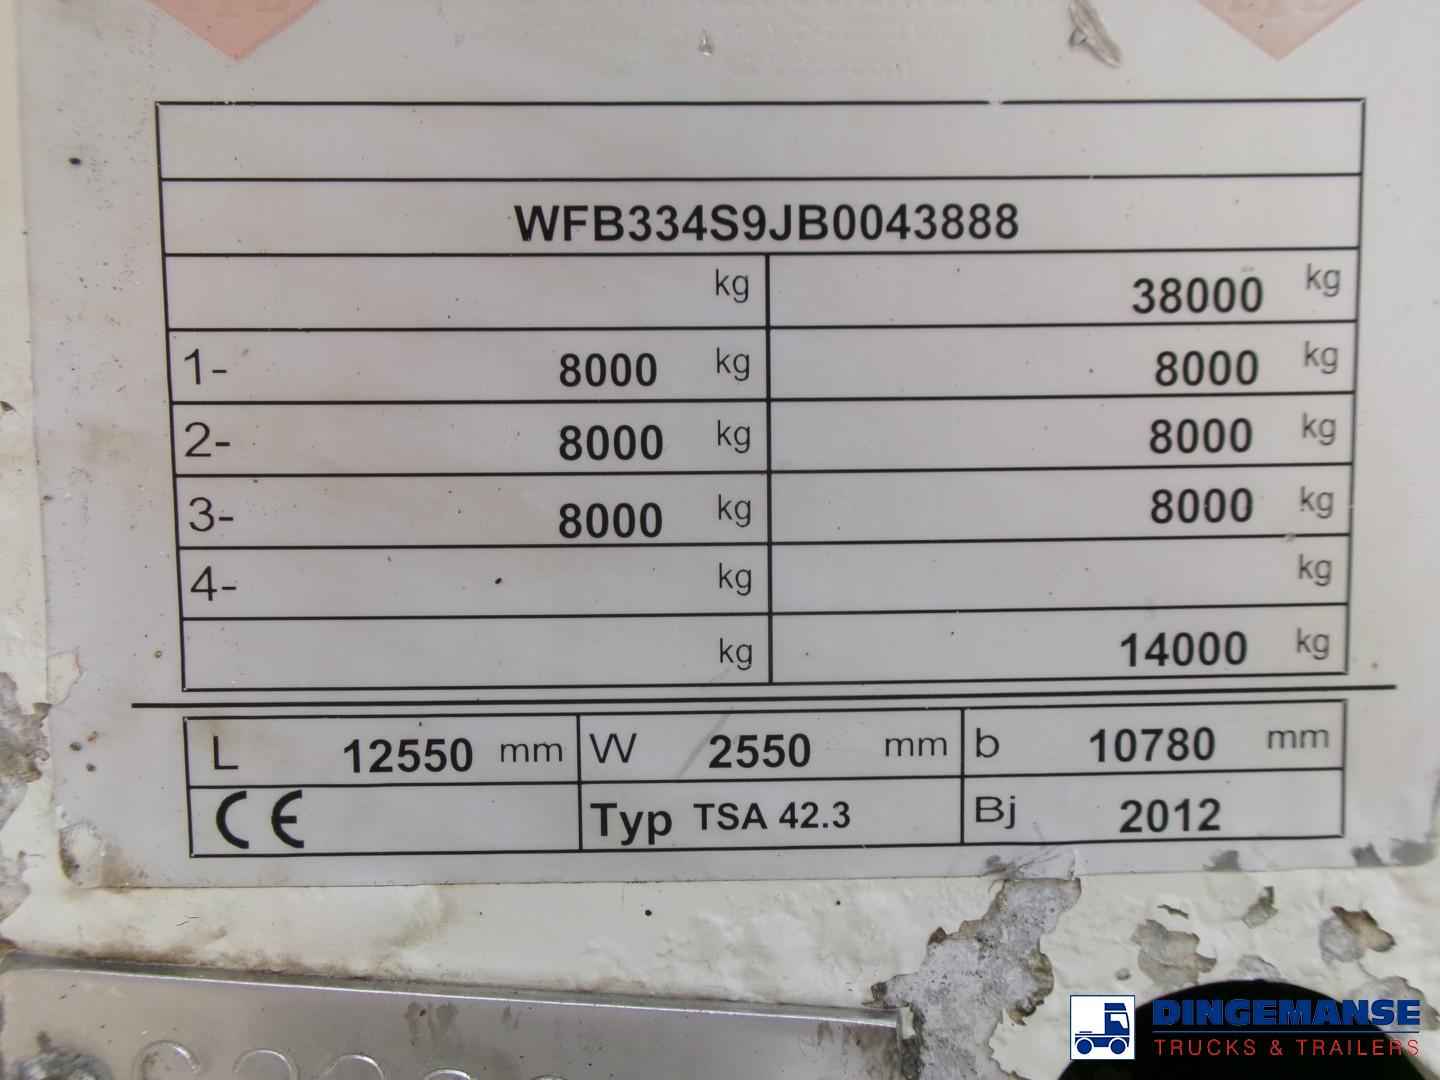 WFB334S9JB0043888
kg 38000 kg
1- 8000 kg 8000 kg
2- 8000 kg 8000 kg
3- 8000 kg 8000 kg
4- kg kg
kg 14000 kg
L 12550 mm W 2550 mm b 10780 mm
CE Typ TSA 42.3 Bj 2012
DINGEMANSE
TRUCKS & TRAILERS